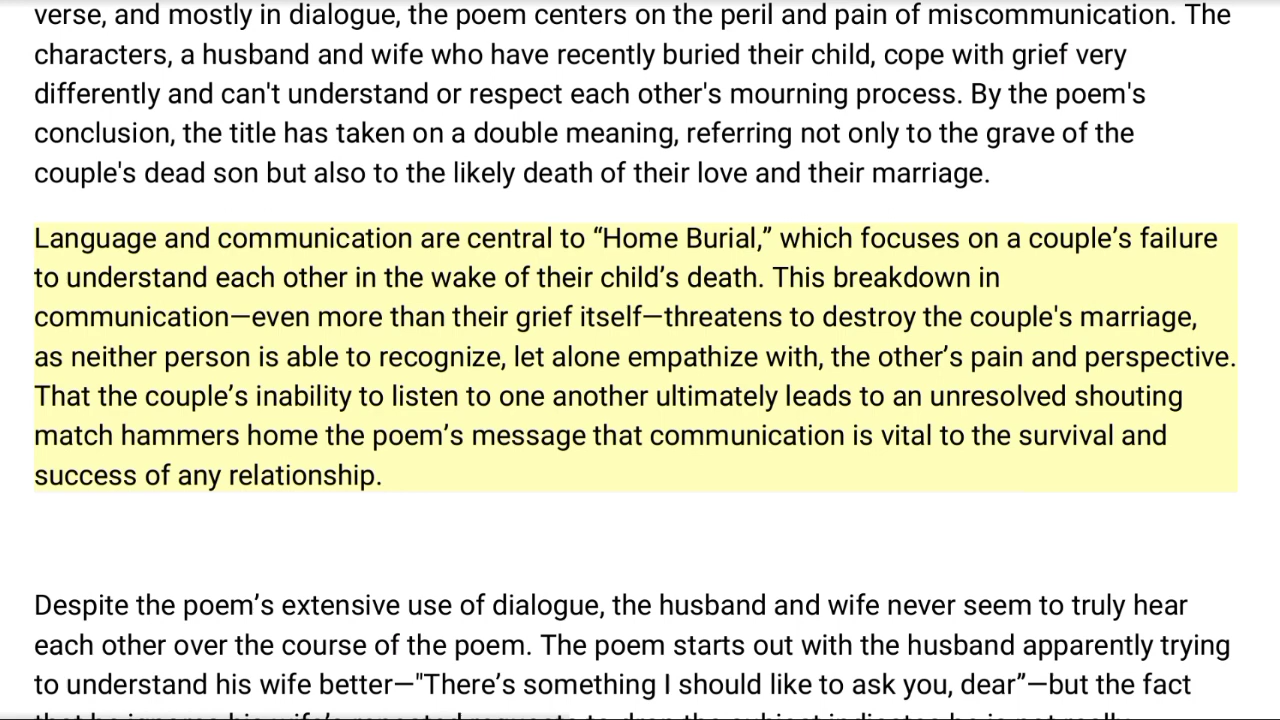 verse, and mostly in dialogue, the poem centers on the peril and pain of miscommunication. The
characters, a husband and wife who have recently buried their child, cope with grief very
differently and can't understand or respect each other's mourning process. By the poem's
conclusion, the title has taken on a double meaning, referring not only to the grave of the
couple's dead son but also to the likely death of their love and their marriage.
Language and communication are central to “Home Burial,” which focuses on a couple’s failure
to understand each other in the wake of their child’s death. This breakdown in
communication—even more than their grief itself—threatens to destroy the couple's marriage,
as neither person is able to recognize, let alone empathize with, the other’s pain and perspective.
That the couple’s inability to listen to one another ultimately leads to an unresolved shouting
match hammers home the poem’s message that communication is vital to the survival and
success of any relationship.
Despite the poem’s extensive use of dialogue, the husband and wife never seem to truly hear
each other over the course of the poem. The poem starts out with the husband apparently trying
to understand his wife better—"There’s something I should like to ask you, dear”—but the fact